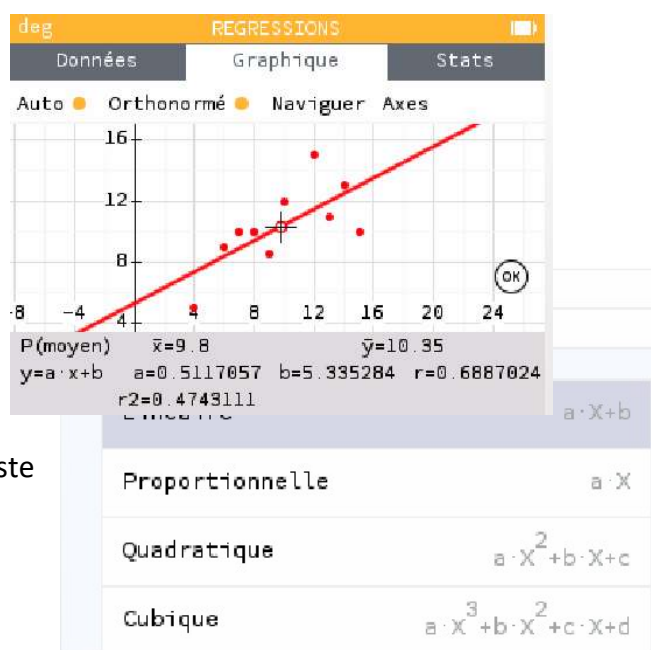 deg REGRESSIONS
Données Graphique Stats
Auto Orthonormé Naviguer Axes
16
12
8
4
-8 -4 4 8 12 16 20 24
OK
P(moyen) x̄=9.8 ȳ=10.35
y=a·x+b a=0.5117057 b=5.335284 r=0.6887024
r2=0.4743111
a·X+b
ste
Proportionnelle a·X
Quadratique a·X²+b·X+c
Cubique a·X³+b·X²+c·X+d